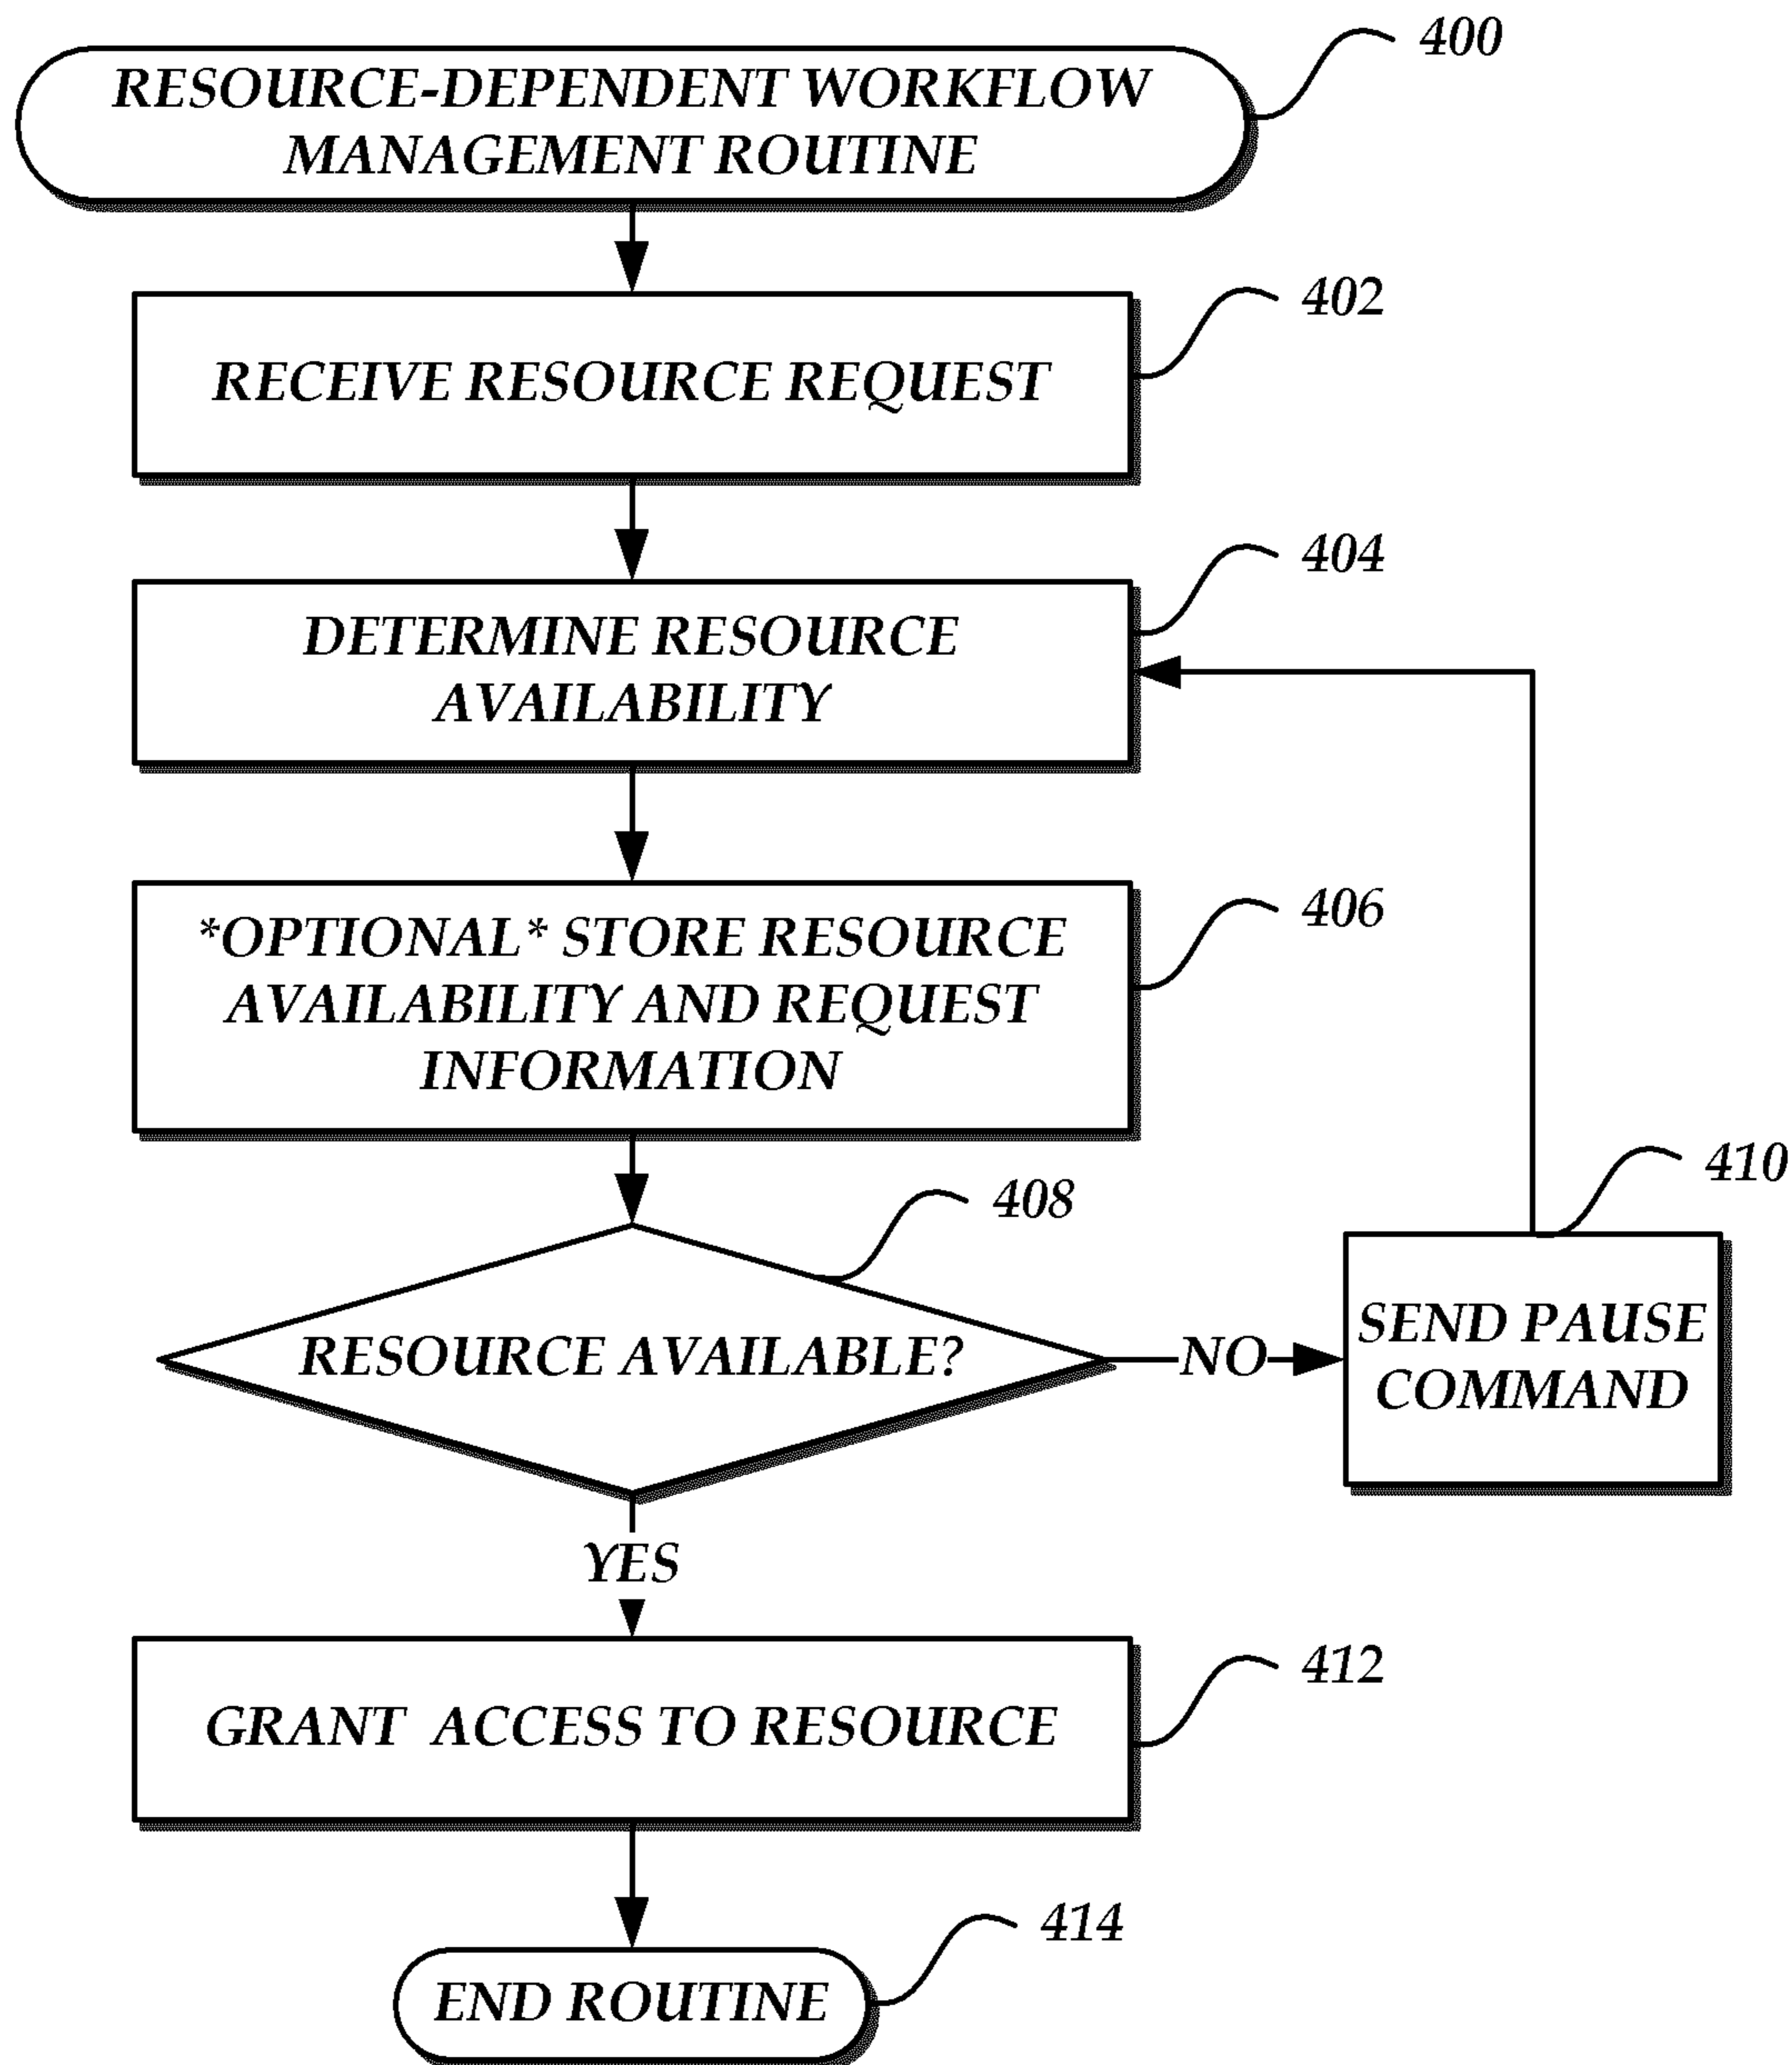 400
RESOURCE-DEPENDENT WORKFLOW
MANAGEMENT ROUTINE
402
RECEIVE RESOURCE REQUEST
404
DETERMINE RESOURCE
AVAILABILITY
406
*OPTIONAL* STORE RESOURCE
AVAILABILITY AND REQUEST
INFORMATION
408
410
RESOURCE AVAILABLE?
NO
SEND PAUSE
COMMAND
YES
412
GRANT ACCESS TO RESOURCE
414
END ROUTINE